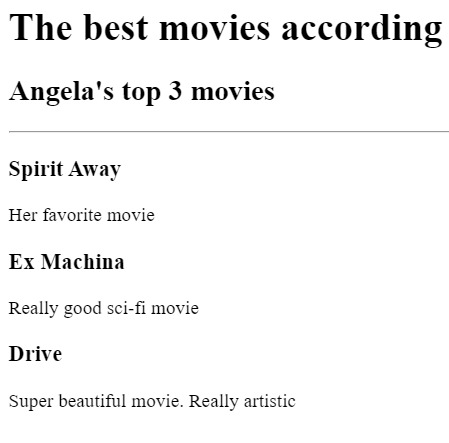 The best movies according
Angela's top 3 movies
Spirit Away
Her favorite movie
Ex Machina
Really good sci-fi movie
Drive
Super beautiful movie. Really artistic